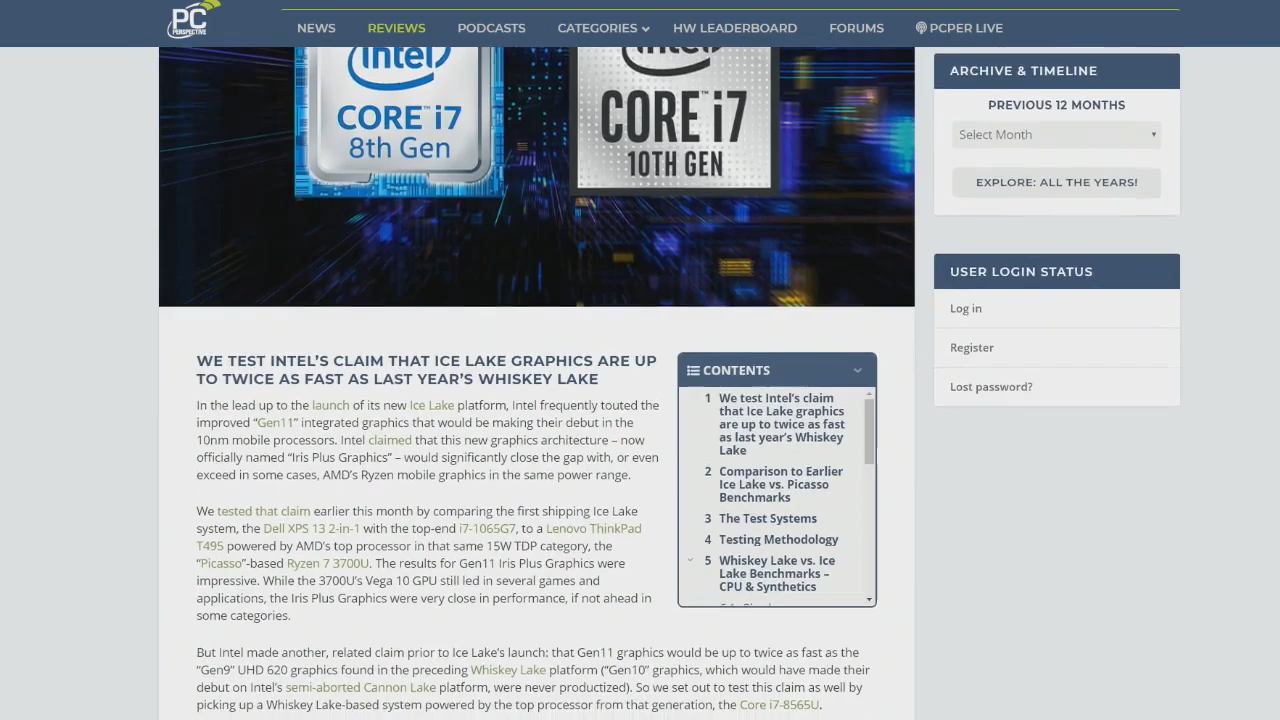 PC
PERSPECTIVE
NEWS
REVIEWS
PODCASTS
CATEGORIES
HW LEADERBOARD
FORUMS
PCPER LIVE
intel
CORE™ i7
8th Gen
intel
CORE™ i7
10TH GEN
WE TEST INTEL'S CLAIM THAT ICE LAKE GRAPHICS ARE UP
TO TWICE AS FAST AS LAST YEAR'S WHISKEY LAKE
In the lead up to the launch of its new Ice Lake platform, Intel frequently touted the
improved “Gen11” integrated graphics that would be making their debut in the
10nm mobile processors. Intel claimed that this new graphics architecture – now
officially named “Iris Plus Graphics” – would significantly close the gap with, or even
exceed in some cases, AMD's Ryzen mobile graphics in the same power range.
We tested that claim earlier this month by comparing the first shipping Ice Lake
system, the Dell XPS 13 2-in-1 with the top-end i7-1065G7, to a Lenovo ThinkPad
T495 powered by AMD's top processor in that same 15W TDP category, the
“Picasso”-based Ryzen 7 3700U. The results for Gen11 Iris Plus Graphics were
impressive. While the 3700U's Vega 10 GPU still led in several games and
applications, the Iris Plus Graphics were very close in performance, if not ahead in
some categories.
But Intel made another, related claim prior to Ice Lake's launch: that Gen11 graphics would be up to twice as fast as the
“Gen9” UHD 620 graphics found in the preceding Whiskey Lake platform (“Gen10” graphics, which would have made their
debut on Intel's semi-aborted Cannon Lake platform, were never productized). So we set out to test this claim as well by
picking up a Whiskey Lake-based system powered by the top processor from that generation, the Core i7-8565U.
CONTENTS
1 We test Intel's claim
that Ice Lake graphics
are up to twice as fast
as last year's Whiskey
Lake
2 Comparison to Earlier
Ice Lake vs. Picasso
Benchmarks
3 The Test Systems
4 Testing Methodology
5 Whiskey Lake vs. Ice
Lake Benchmarks –
CPU & Synthetics
ARCHIVE & TIMELINE
PREVIOUS 12 MONTHS
Select Month
EXPLORE: ALL THE YEARS!
USER LOGIN STATUS
Log in
Register
Lost password?